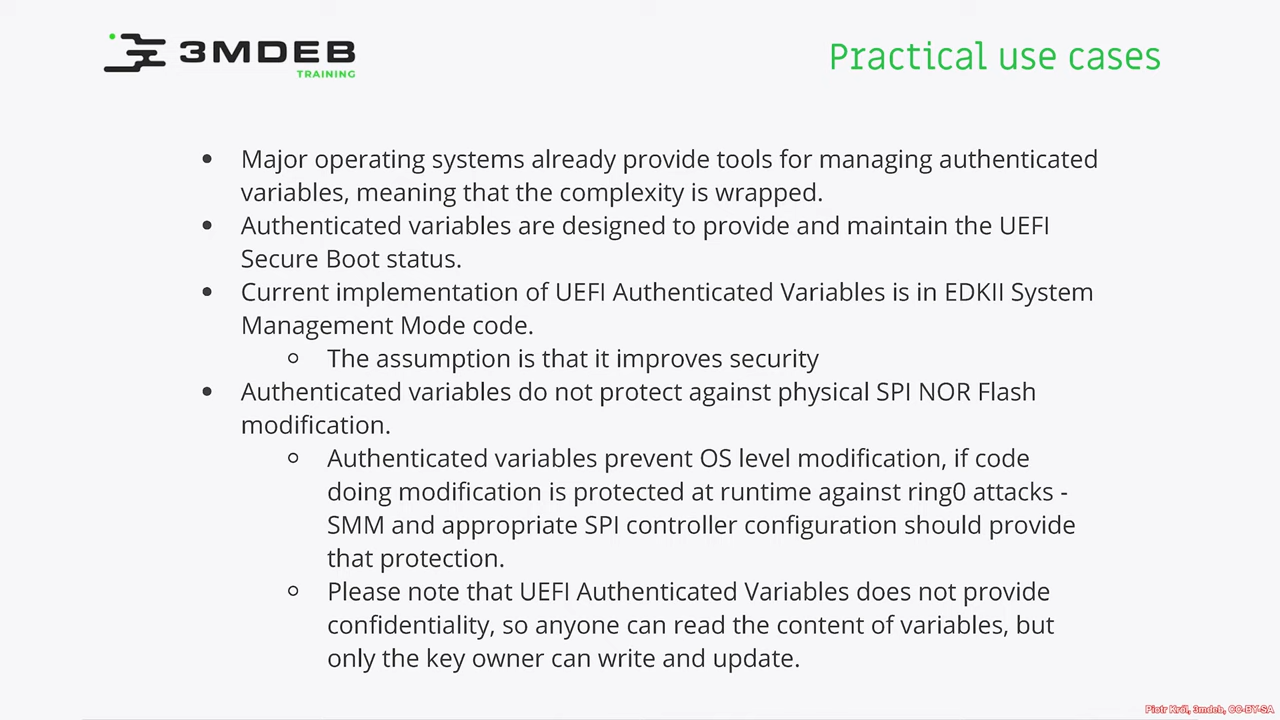 3MDEB
TRAINING
Practical use cases
• Major operating systems already provide tools for managing authenticated
variables, meaning that the complexity is wrapped.
• Authenticated variables are designed to provide and maintain the UEFI
Secure Boot status.
• Current implementation of UEFI Authenticated Variables is in EDKII System
Management Mode code.
○ The assumption is that it improves security
• Authenticated variables do not protect against physical SPI NOR Flash
modification.
○ Authenticated variables prevent OS level modification, if code
doing modification is protected at runtime against ring0 attacks -
SMM and appropriate SPI controller configuration should provide
that protection.
○ Please note that UEFI Authenticated Variables does not provide
confidentiality, so anyone can read the content of variables, but
only the key owner can write and update.
Piotr Król, 3mdeb, CC-BY-SA